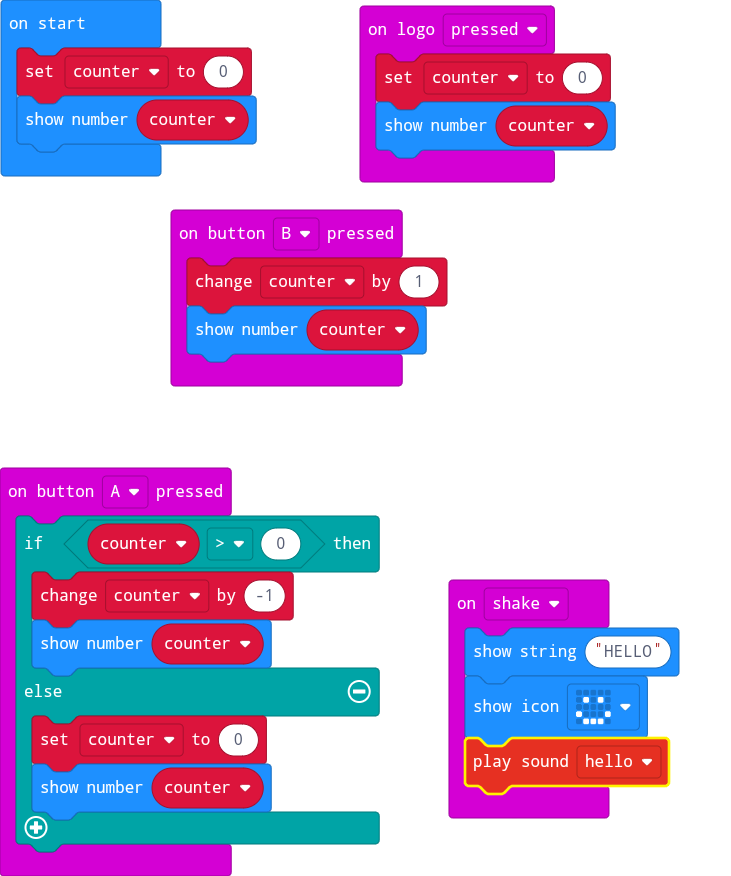 on start
set counter to 0
show number counter
on logo pressed
set counter to 0
show number counter
on button B pressed
change counter by 1
show number counter
on button A pressed
if counter > 0 then
change counter by -1
show number counter
else
set counter to 0
show number counter
on shake
show string "HELLO"
show icon
play sound hello